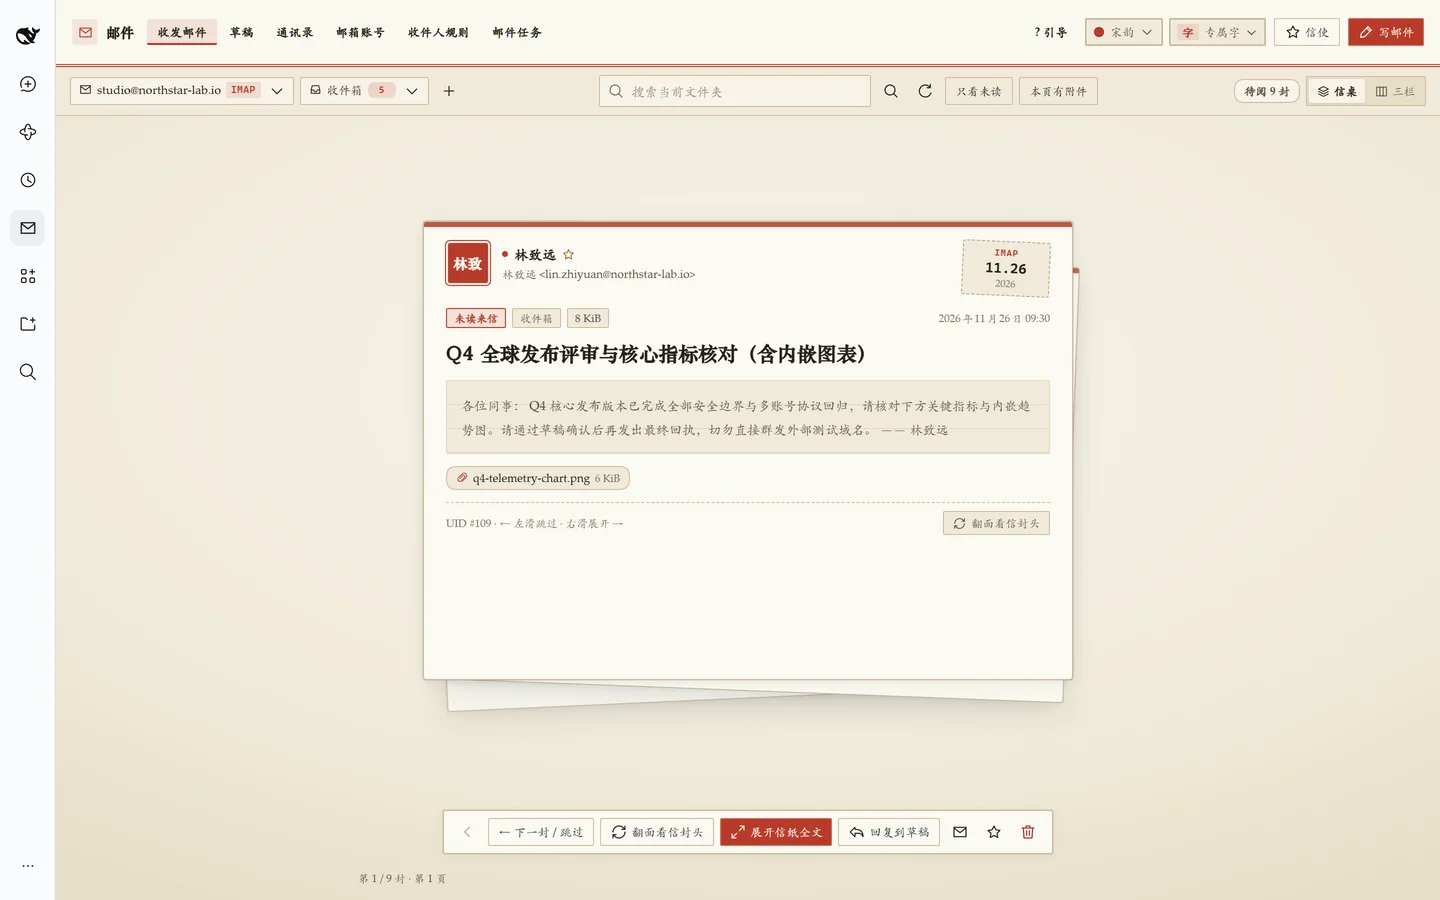 邮件 收发邮件 草稿 通讯录 邮箱账号 收件人规则 邮件任务 ? 引导 宋韵 字 专属字 信使 写邮件
studio@northstar-lab.io IMAP 收件箱 5 搜索当前文件夹 只看未读 本页有附件 待阅 9 封 信桌 三栏
林致 林致远
林致远 <lin.zhiyuan@northstar-lab.io>
IMAP
11.26
2026
未读来信 收件箱 8 KiB 2026 年 11 月 26 日 09:30
Q4 全球发布评审与核心指标核对（含内嵌图表）
各位同事： Q4 核心发布版本已完成全部安全边界与多账号协议回归，请核对下方关键指标与内嵌趋
势图。请通过草稿确认后再发出最终回执，切勿直接群发外部测试域名。 —— 林致远
q4-telemetry-chart.png 6 KiB
UID #109 · ← 左滑跳过 · 右滑展开 → 翻面看信封头
← 下一封 / 跳过 翻面看信封头 展开信纸全文 回复到草稿
第 1 / 9 封 · 第 1 页